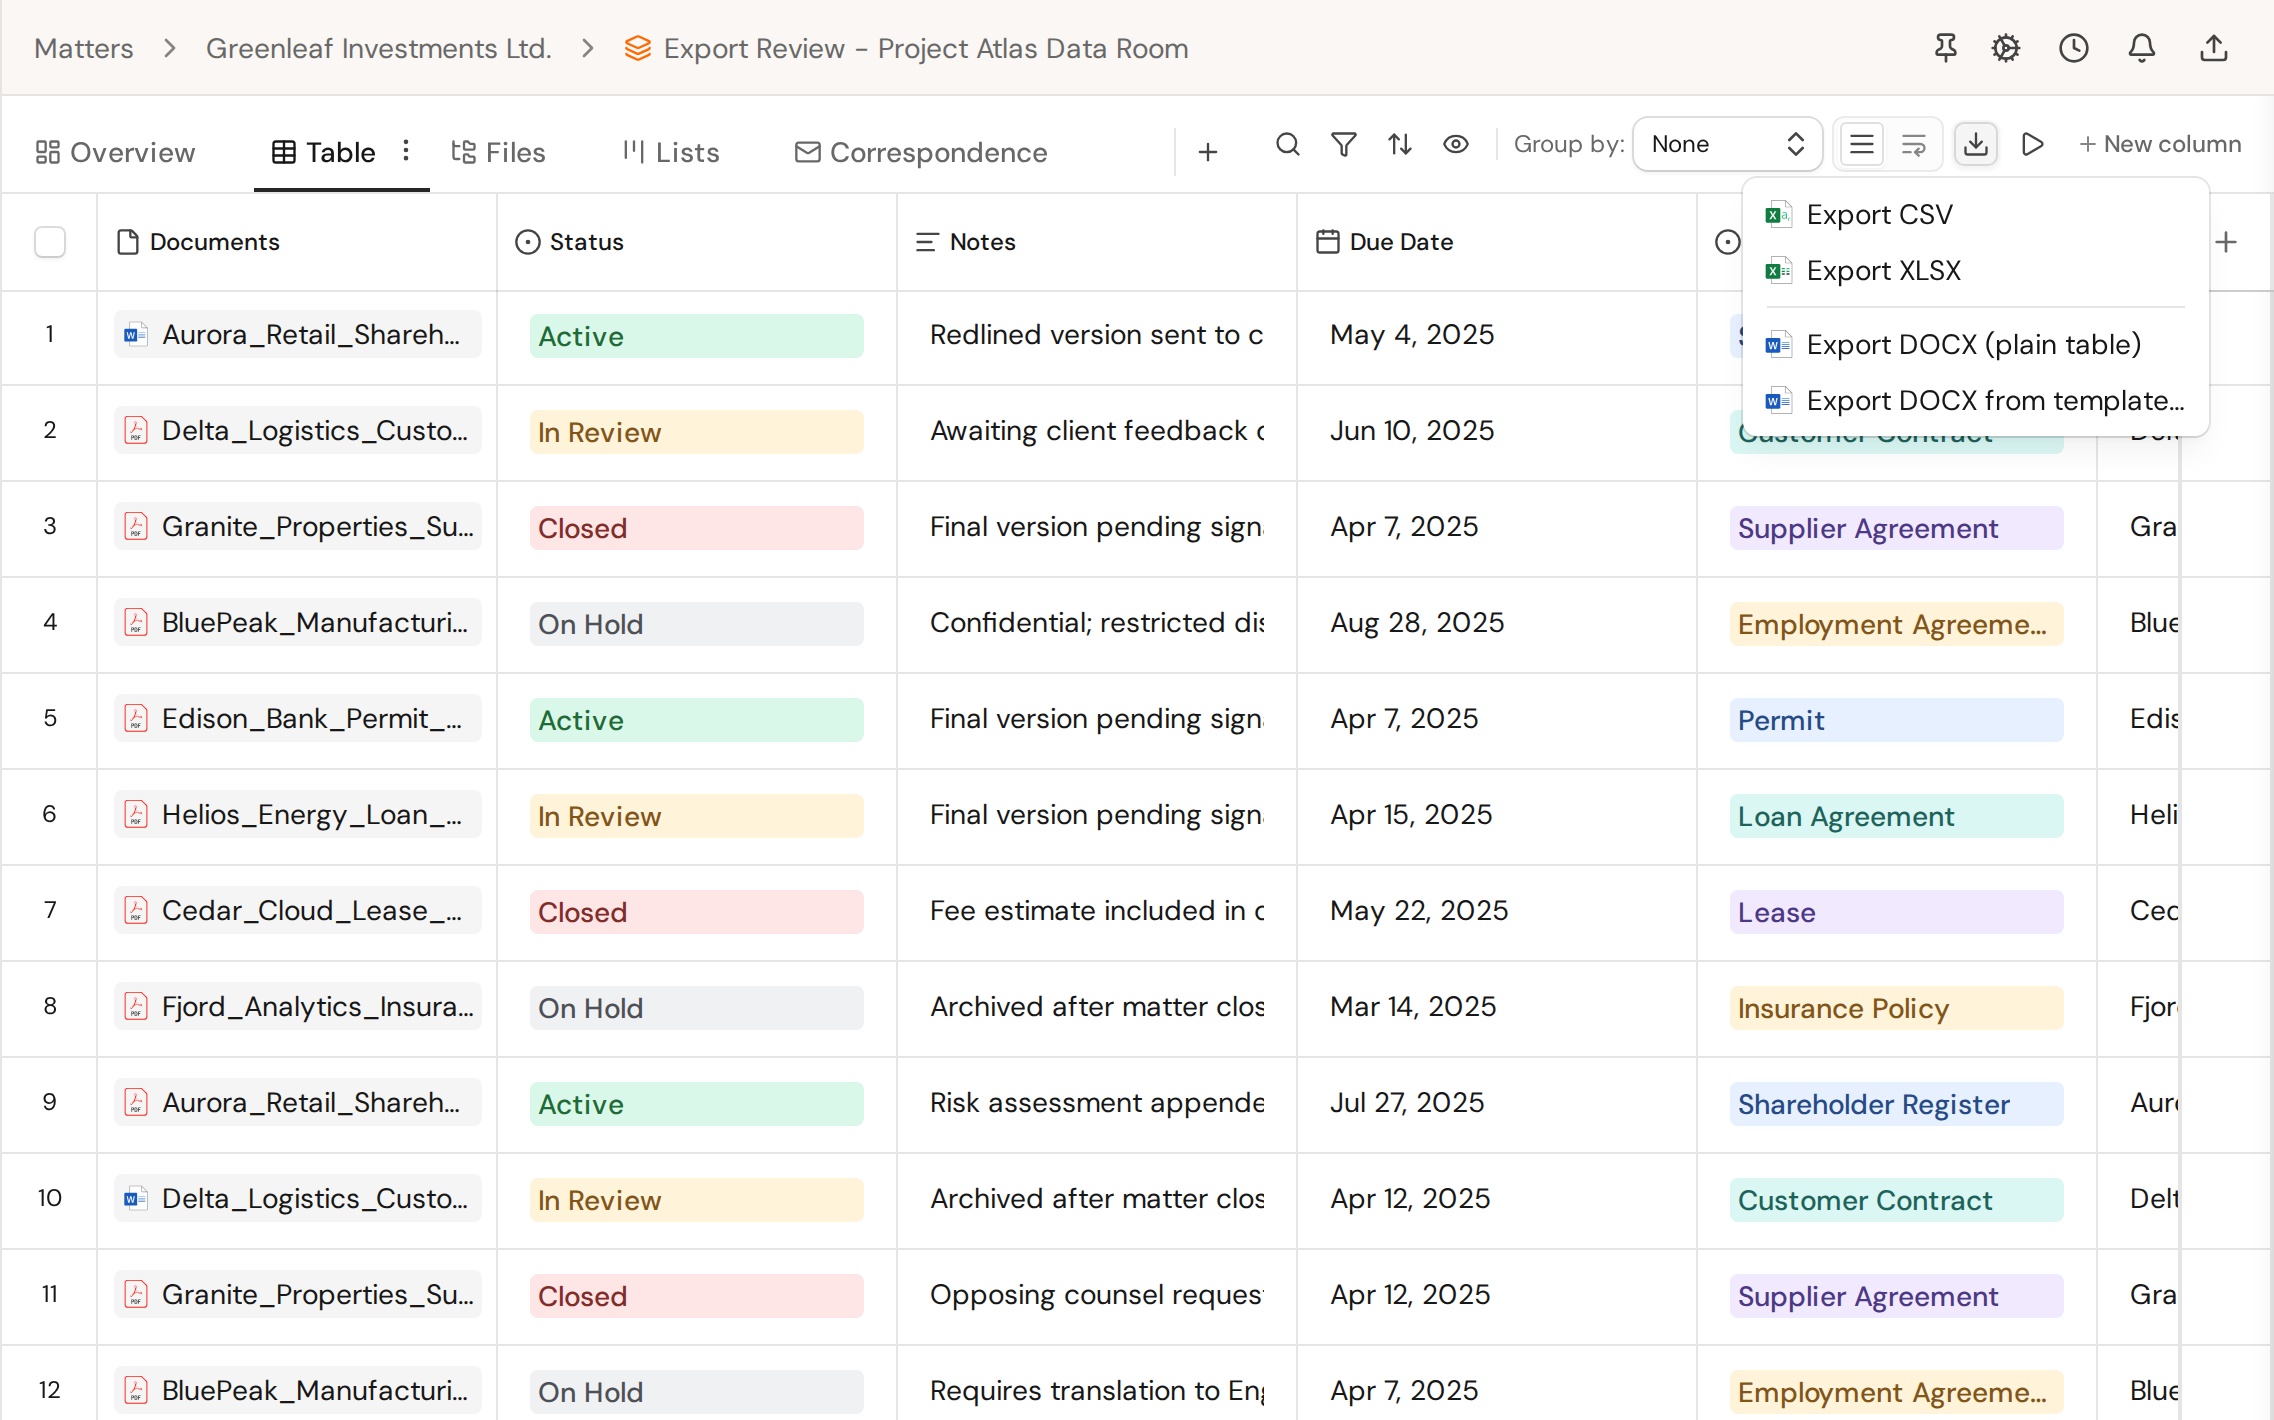 Matters
Greenleaf Investments Ltd.
Export Review – Project Atlas Data Room
Overview
Table
Files
Lists
Correspondence
Group by: None
New column
Export CSV
Export XLSX
Export DOCX (plain table)
Export DOCX from template...
Documents Status Notes Due Date
1 Aurora_Retail_Shareh... Active Redlined version sent to c May 4, 2025
2 Delta_Logistics_Custo... In Review Awaiting client feedback Jun 10, 2025 Customer Contract
3 Granite_Properties_Su... Closed Final version pending sign Apr 7, 2025 Supplier Agreement Gra
4 BluePeak_Manufacturi... On Hold Confidential; restricted dis Aug 28, 2025 Employment Agreeme... Blue
5 Edison_Bank_Permit_... Active Final version pending sign Apr 7, 2025 Permit Edis
6 Helios_Energy_Loan_... In Review Final version pending sign Apr 15, 2025 Loan Agreement Heli
7 Cedar_Cloud_Lease_... Closed Fee estimate included in May 22, 2025 Lease Ced
8 Fjord_Analytics_Insura... On Hold Archived after matter clos Mar 14, 2025 Insurance Policy Fjor
9 Aurora_Retail_Shareh... Active Risk assessment appende Jul 27, 2025 Shareholder Register Aur
10 Delta_Logistics_Custo... In Review Archived after matter clos Apr 12, 2025 Customer Contract Delt
11 Granite_Properties_Su... Closed Opposing counsel request Apr 12, 2025 Supplier Agreement Gra
12 BluePeak_Manufacturi... On Hold Requires translation to Eng Apr 7, 2025 Employment Agreeme... Blue